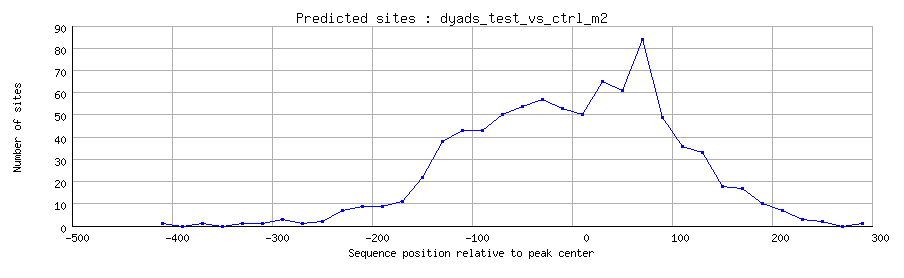 Predicted sites : dyads_test_vs_ctrl_m2
90
80
70
60
50
40
30
20
10
0
Number of sites
-500 -400 -300 -200 -100 0 100 200 300
Sequence position relative to peak center